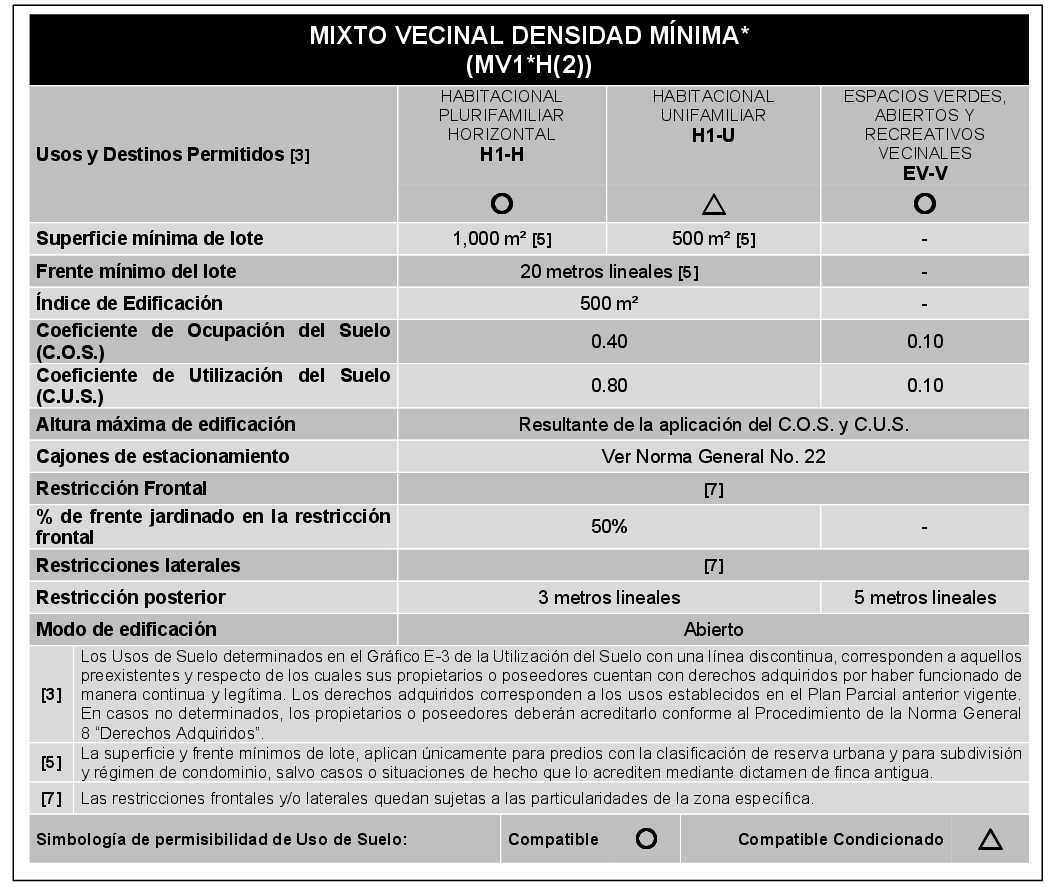 MIXTO VECINAL DENSIDAD MÍNIMA*
(MV1*H(2))
Usos y Destinos Permitidos [3]
HABITACIONAL
PLURIFAMILIAR
HORIZONTAL
H1-H
HABITACIONAL
UNIFAMILIAR
H1-U
ESPACIOS VERDES,
ABIERTOS Y
RECREATIVOS
VECINALES
EV-V
Superficie mínima de lote 1,000 m² [5] 500 m² [5] -
Frente mínimo del lote 20 metros lineales [5] -
Índice de Edificación 500 m² -
Coeficiente de Ocupación del Suelo
(C.O.S.)
0.40 0.10
Coeficiente de Utilización del Suelo
(C.U.S.)
0.80 0.10
Altura máxima de edificación Resultante de la aplicación del C.O.S. y C.U.S.
Cajones de estacionamiento Ver Norma General No. 22
Restricción Frontal [7]
% de frente jardinado en la restricción
frontal
50% -
Restricciones laterales [7]
Restricción posterior 3 metros lineales 5 metros lineales
Modo de edificación Abierto
[3] Los Usos de Suelo determinados en el Gráfico E-3 de la Utilización del Suelo con una línea discontinua, corresponden a aquellos
preexistentes y respecto de los cuales sus propietarios o poseedores cuentan con derechos adquiridos por haber funcionado de
manera continua y legítima. Los derechos adquiridos corresponden a los usos establecidos en el Plan Parcial anterior vigente.
En casos no determinados, los propietarios o poseedores deberán acreditarlo conforme al Procedimiento de la Norma General
8 "Derechos Adquiridos".
[5] La superficie y frente mínimos de lote, aplican únicamente para predios con la clasificación de reserva urbana y para subdivisión
y régimen de condominio, salvo casos o situaciones de hecho que lo acrediten mediante dictamen de finca antigua.
[7] Las restricciones frontales y/o laterales quedan sujetas a las particularidades de la zona específica.
Simbología de permisibilidad de Uso de Suelo: Compatible Compatible Condicionado